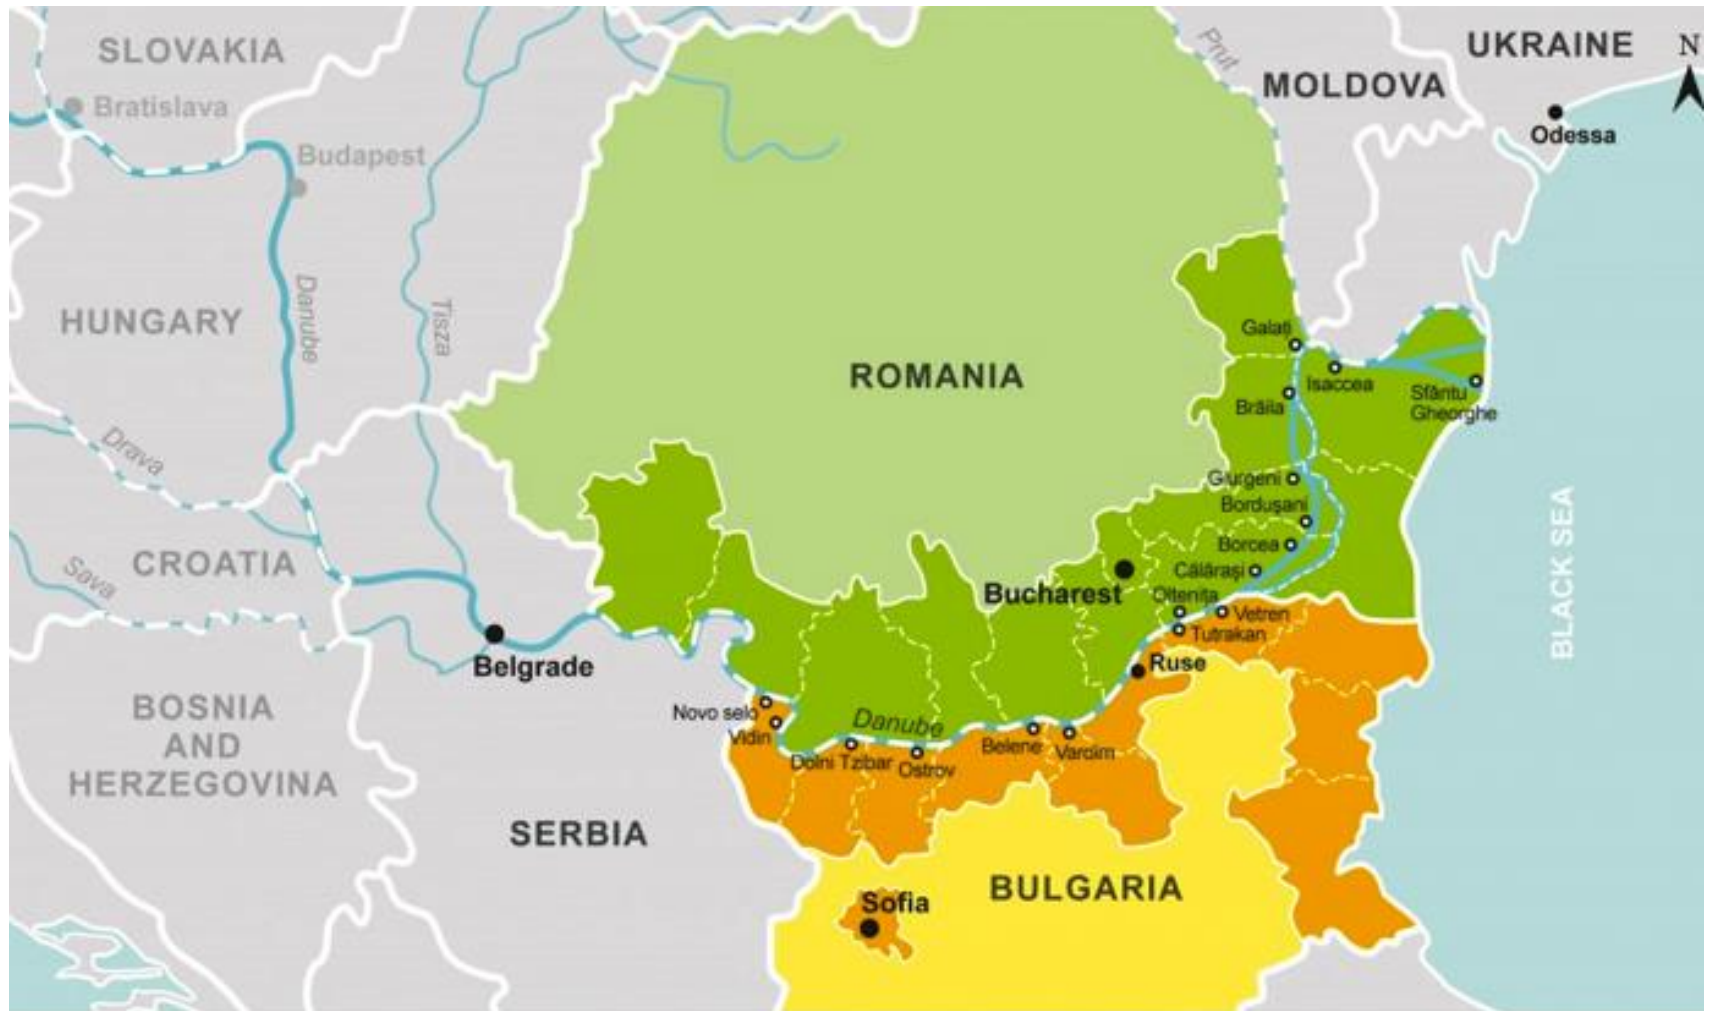 SLOVAKIA
Bratislava
Budapest
HUNGARY
Danube
Tisza
Drava
CROATIA
Sava
Belgrade
BOSNIA
AND
HERZEGOVINA
SERBIA
ROMANIA
Prut
MOLDOVA
UKRAINE
N
Odessa
Galați
Isaccea
Brăila
Sfântu
Gheorghe
Giurgeni
Bordușani
Borcea
Călărași
Bucharest
Oltenița
Vetren
Tutrakan
Ruse
Novo selo
Vidin
Danube
Dolni Tzibar
Ostrov
Belene
Vardim
Sofia
BULGARIA
BLACK SEA